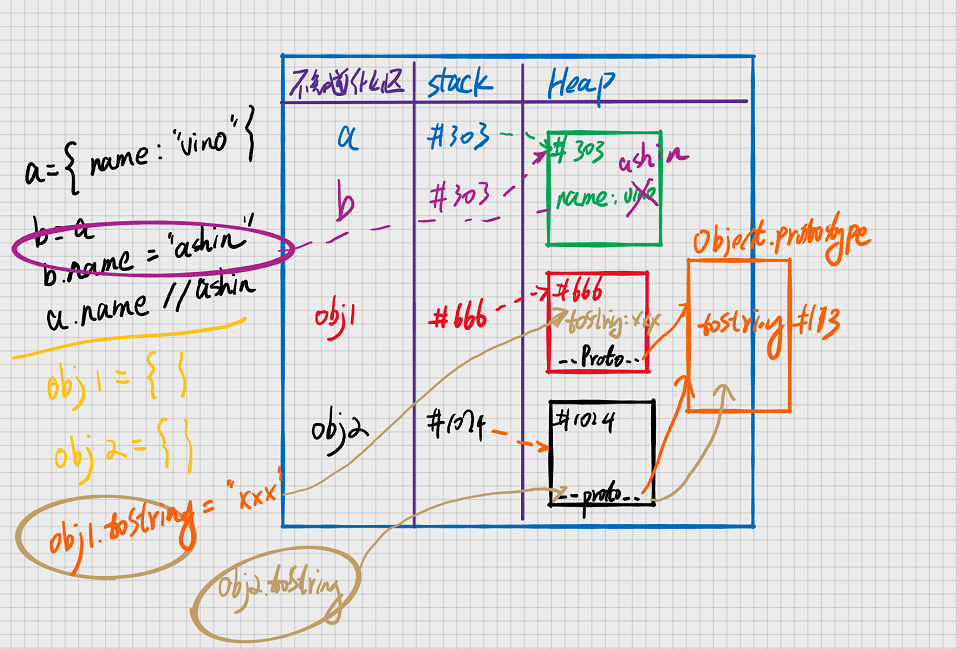 a={ name: "vino" }
b=a
b.name = "ashin"
a.name // ashin
obj1 = { }
obj2 = { }
obj1.tostring = "xxx"
obj2.tostring
不知道什么区 stack Heap
a #303 #303 ashin
b #303 name: vino
obj1 #666 #666
tostring:xxx
--Proto--
obj2 #1024 #1024
--proto--
Object.prototstype
tostring #183